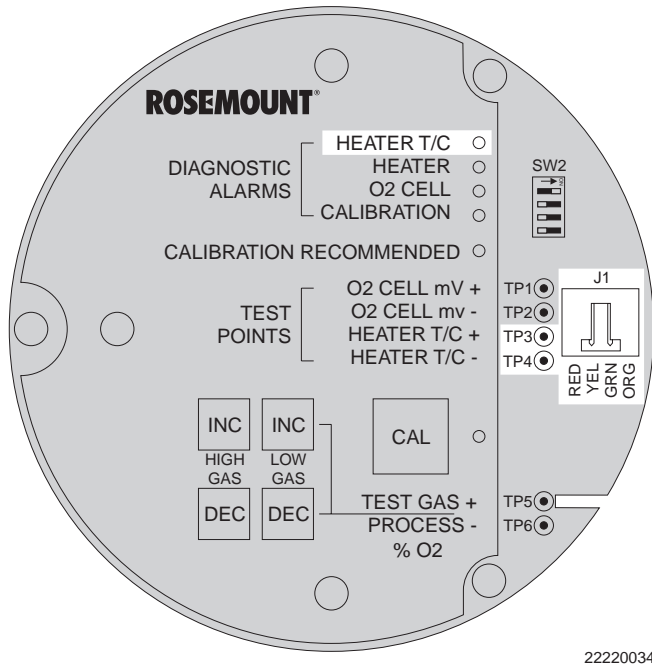 ROSEMOUNT®
DIAGNOSTIC ALARMS
HEATER T/C
HEATER
O2 CELL
CALIBRATION
CALIBRATION RECOMMENDED
SW2
TEST POINTS
O2 CELL mV + TP1
O2 CELL mv - TP2
HEATER T/C + TP3
HEATER T/C - TP4
J1
RED
YEL
GRN
ORG
INC INC
HIGH GAS
LOW GAS
DEC DEC
CAL
TEST GAS + TP5
PROCESS - TP6
% O2
22220034